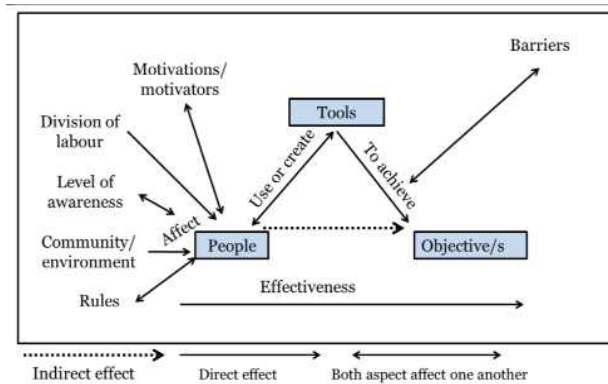 Barriers
Motivations/
motivators
Tools
Division of
labour
Use or create
To achieve
Level of
awareness
Affect
Community/
environment
People
Objective/s
Rules
Effectiveness
Indirect effect
Direct effect
Both aspect affect one another